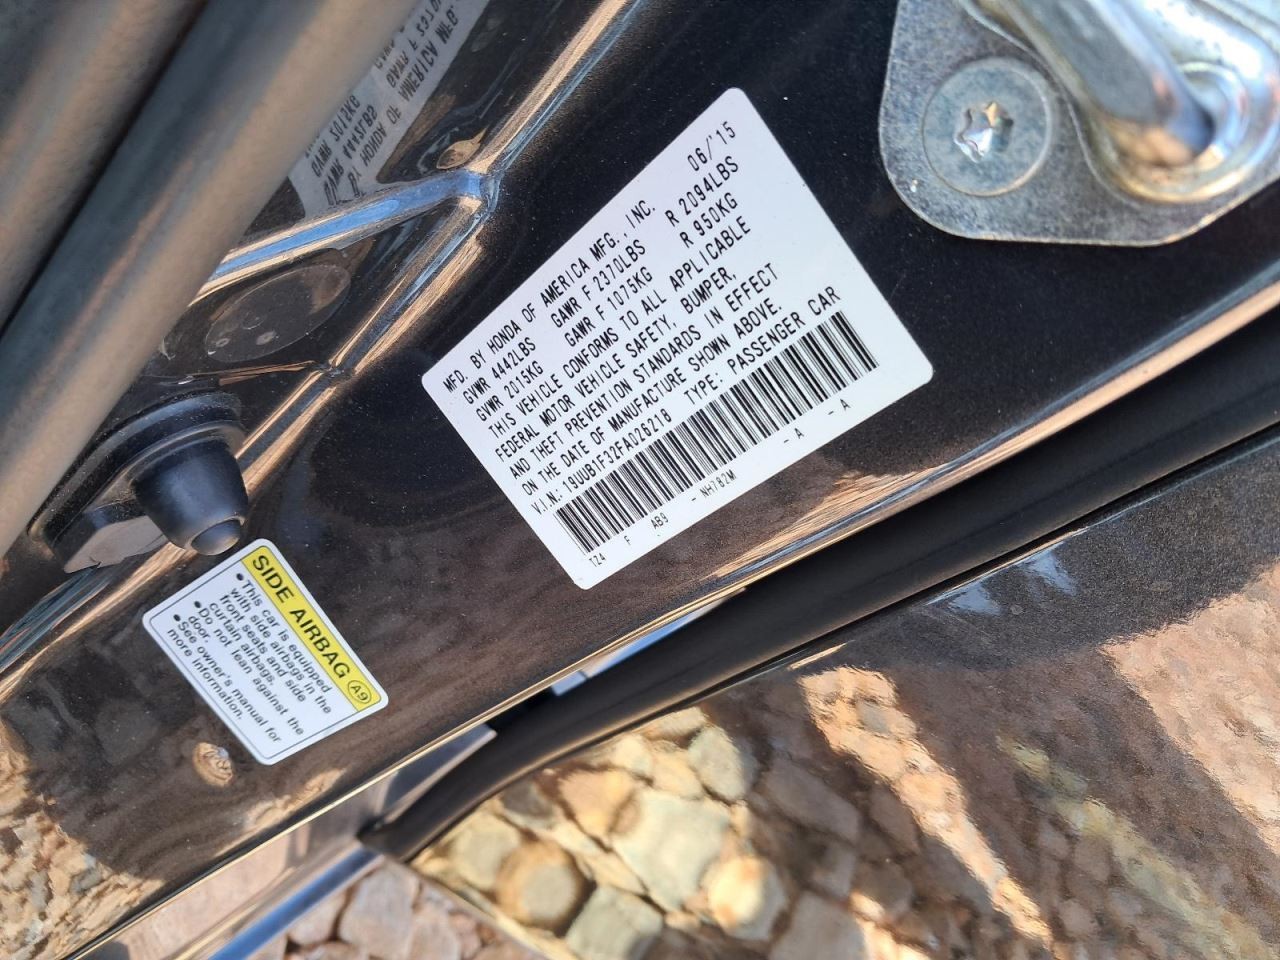 MFD. BY HONDA OF AMERICA MFG., INC. 06/'15
GVWR 4442LBS GAWR F 2370LBS R 2094LBS
GVWR 2015KG GAWR F 1075KG R 950KG
THIS VEHICLE CONFORMS TO ALL APPLICABLE
FEDERAL MOTOR VEHICLE SAFETY, BUMPER,
AND THEFT PREVENTION STANDARDS IN EFFECT
ON THE DATE OF MANUFACTURE SHOWN ABOVE.
V.I.N.: 19UUB1F32FA026218 TYPE: PASSENGER CAR
TZ4 F AB9 - NH782M - A - A
SIDE AIRBAG A9
•This car is equipped
with side airbags in the
front seats and side
curtain airbags.
•Do not lean against the
door.
•See owner's manual for
more information.